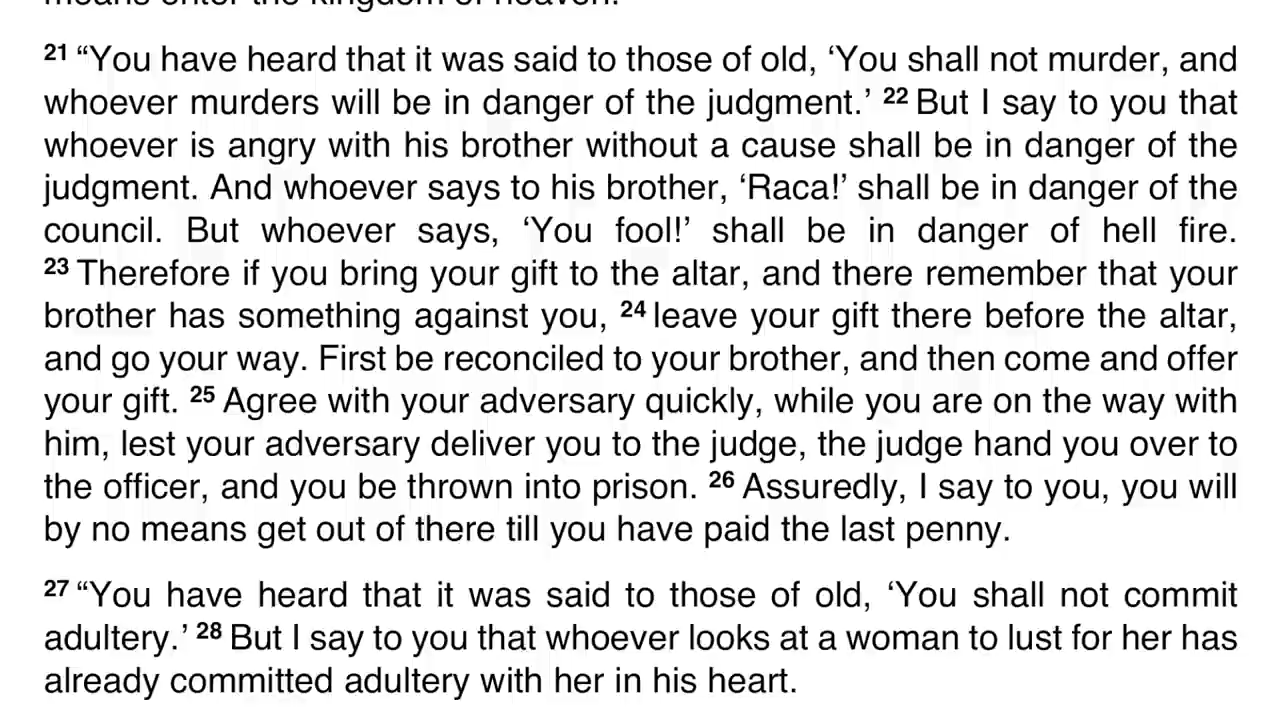 means enter the kingdom of heaven.
21 “You have heard that it was said to those of old, ‘You shall not murder, and
whoever murders will be in danger of the judgment.’ 22 But I say to you that
whoever is angry with his brother without a cause shall be in danger of the
judgment. And whoever says to his brother, ‘Raca!’ shall be in danger of the
council. But whoever says, ‘You fool!’ shall be in danger of hell fire.
23 Therefore if you bring your gift to the altar, and there remember that your
brother has something against you, 24 leave your gift there before the altar,
and go your way. First be reconciled to your brother, and then come and offer
your gift. 25 Agree with your adversary quickly, while you are on the way with
him, lest your adversary deliver you to the judge, the judge hand you over to
the officer, and you be thrown into prison. 26 Assuredly, I say to you, you will
by no means get out of there till you have paid the last penny.
27 “You have heard that it was said to those of old, ‘You shall not commit
adultery.’ 28 But I say to you that whoever looks at a woman to lust for her has
already committed adultery with her in his heart.